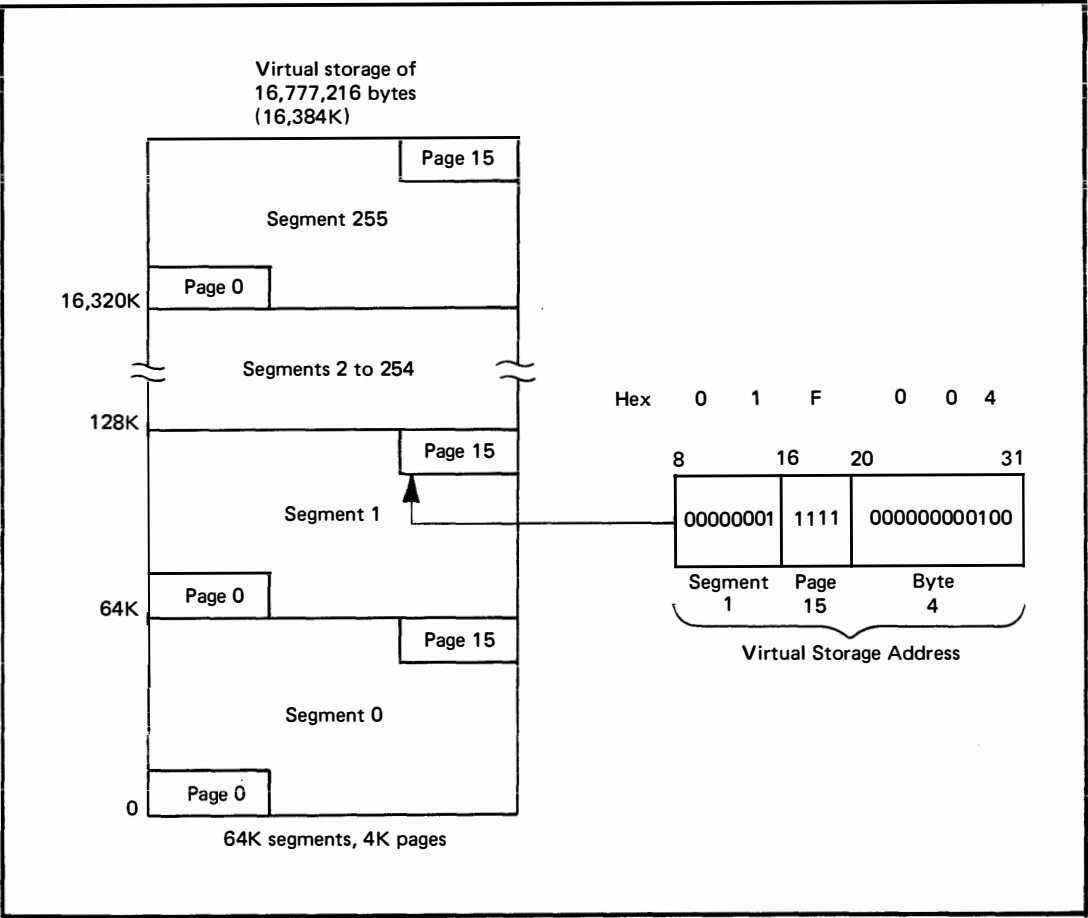 Virtual storage of
16,777,216 bytes
(16,384K)
Page 15
Segment 255
Page 0
16,320K
Segments 2 to 254
128K
Page 15
Segment 1
Page 0
64K
Page 15
Segment 0
Page 0
0
64K segments, 4K pages
Hex 0 1 F 0 0 4
8 16 20 31
00000001 1111 000000000100
Segment Page Byte
1 15 4
Virtual Storage Address